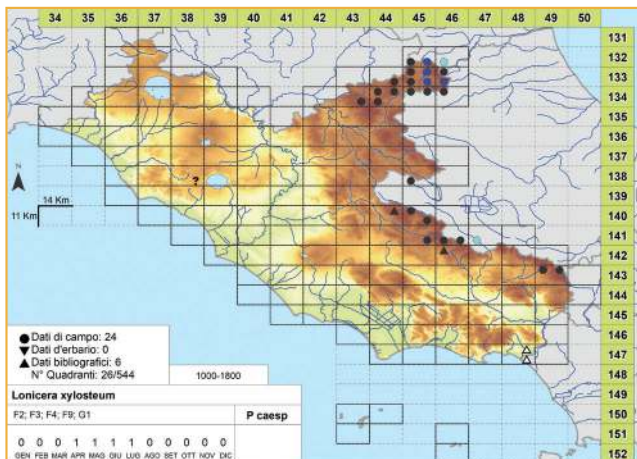 34 35 36 37 38 39 40 41 42 43 44 45 46 47 48 49 50
131
132
133
134
135
136
137
138
139
140
141
142
143
144
145
146
147
148
149
150
151
152
N
?
14 Km
11 Km
Dati di campo: 24
Dati d'erbario: 0
Dati bibliografici: 6
N° Quadranti: 26/544
1000-1800
Lonicera xylosteum
F2; F3; F4; F9; G1
P caesp
0 0 0 1 1 1 1 0 0 0 0 0
GEN FEB MAR APR MAG GIU LUG AGO SET OTT NOV DIC